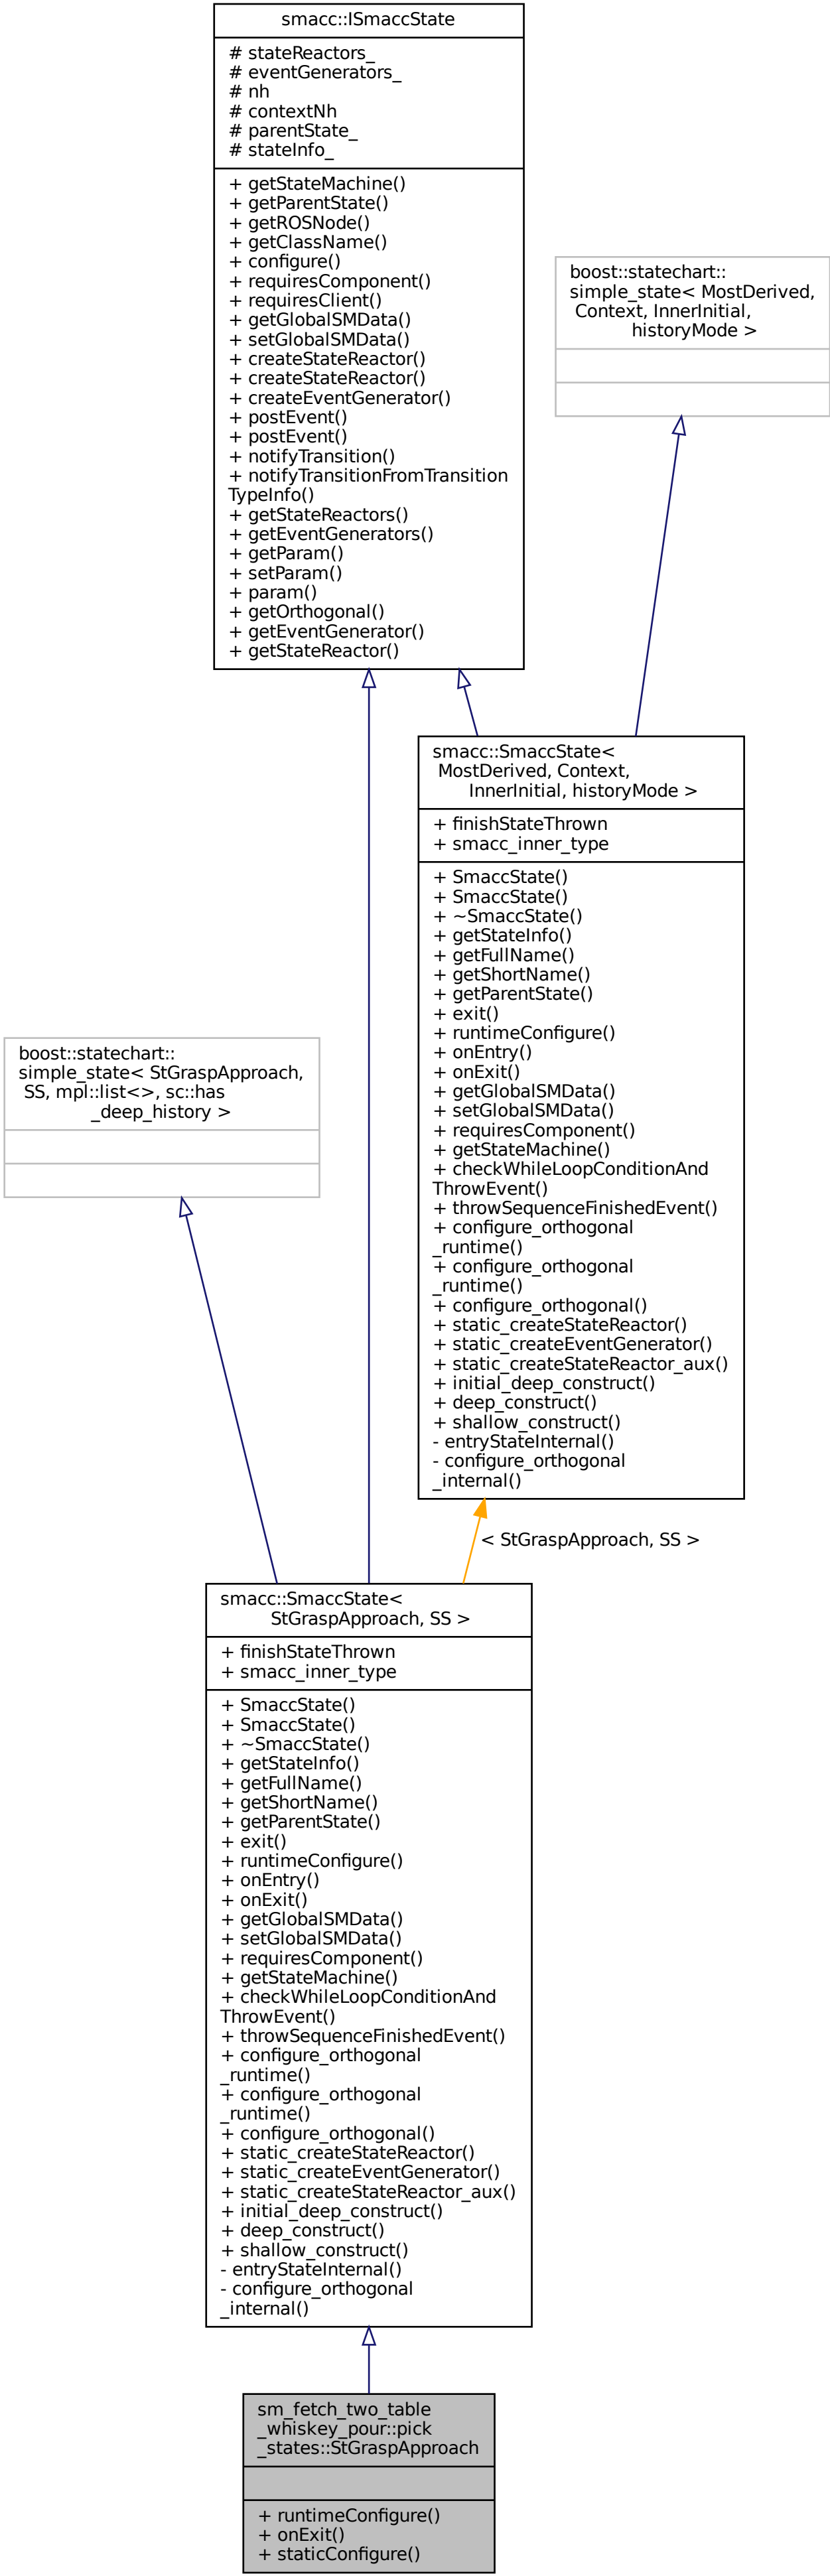 smacc::ISmaccState
# stateReactors_
# eventGenerators_
# nh
# contextNh
# parentState_
# stateInfo_
+ getStateMachine()
+ getParentState()
+ getROSNode()
+ getClassName()
+ configure()
+ requiresComponent()
+ requiresClient()
+ getGlobalSMData()
+ setGlobalSMData()
+ createStateReactor()
+ createStateReactor()
+ createEventGenerator()
+ postEvent()
+ postEvent()
+ notifyTransition()
+ notifyTransitionFromTransition
TypeInfo()
+ getStateReactors()
+ getEventGenerators()
+ getParam()
+ setParam()
+ param()
+ getOrthogonal()
+ getEventGenerator()
+ getStateReactor()
boost::statechart::
simple_state< MostDerived,
Context, InnerInitial,
historyMode >
smacc::SmaccState<
MostDerived, Context,
InnerInitial, historyMode >
+ finishStateThrown
+ smacc_inner_type
+ SmaccState()
+ SmaccState()
+ ~SmaccState()
+ getStateInfo()
+ getFullName()
+ getShortName()
+ getParentState()
+ exit()
+ runtimeConfigure()
+ onEntry()
+ onExit()
+ getGlobalSMData()
+ setGlobalSMData()
+ requiresComponent()
+ getStateMachine()
+ checkWhileLoopConditionAnd
ThrowEvent()
+ throwSequenceFinishedEvent()
+ configure_orthogonal
_runtime()
+ configure_orthogonal
_runtime()
+ configure_orthogonal()
+ static_createStateReactor()
+ static_createEventGenerator()
+ static_createStateReactor_aux()
+ initial_deep_construct()
+ deep_construct()
+ shallow_construct()
- entryStateInternal()
- configure_orthogonal
_internal()
boost::statechart::
simple_state< StGraspApproach,
SS, mpl::list<>, sc::has
_deep_history >
< StGraspApproach, SS >
smacc::SmaccState<
StGraspApproach, SS >
+ finishStateThrown
+ smacc_inner_type
+ SmaccState()
+ SmaccState()
+ ~SmaccState()
+ getStateInfo()
+ getFullName()
+ getShortName()
+ getParentState()
+ exit()
+ runtimeConfigure()
+ onEntry()
+ onExit()
+ getGlobalSMData()
+ setGlobalSMData()
+ requiresComponent()
+ getStateMachine()
+ checkWhileLoopConditionAnd
ThrowEvent()
+ throwSequenceFinishedEvent()
+ configure_orthogonal
_runtime()
+ configure_orthogonal
_runtime()
+ configure_orthogonal()
+ static_createStateReactor()
+ static_createEventGenerator()
+ static_createStateReactor_aux()
+ initial_deep_construct()
+ deep_construct()
+ shallow_construct()
- entryStateInternal()
- configure_orthogonal
_internal()
sm_fetch_two_table
_whiskey_pour::pick
_states::StGraspApproach
+ runtimeConfigure()
+ onExit()
+ staticConfigure()